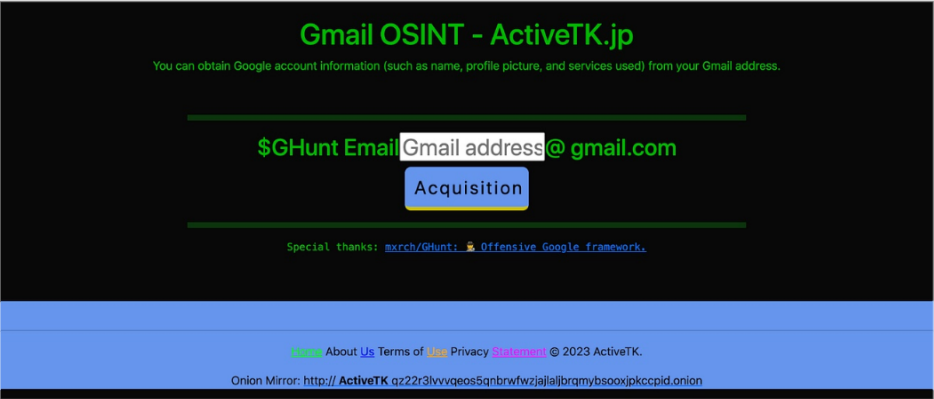 Gmail OSINT - ActiveTK.jp
You can obtain Google account information (such as name, profile picture, and services used) from your Gmail address.
$GHunt Email Gmail address @ gmail.com
Acquisition
Special thanks: mxrch/GHunt: 🕵️ Offensive Google framework.
Home About Us Terms of Use Privacy Statement © 2023 ActiveTK.
Onion Mirror: http:// ActiveTK